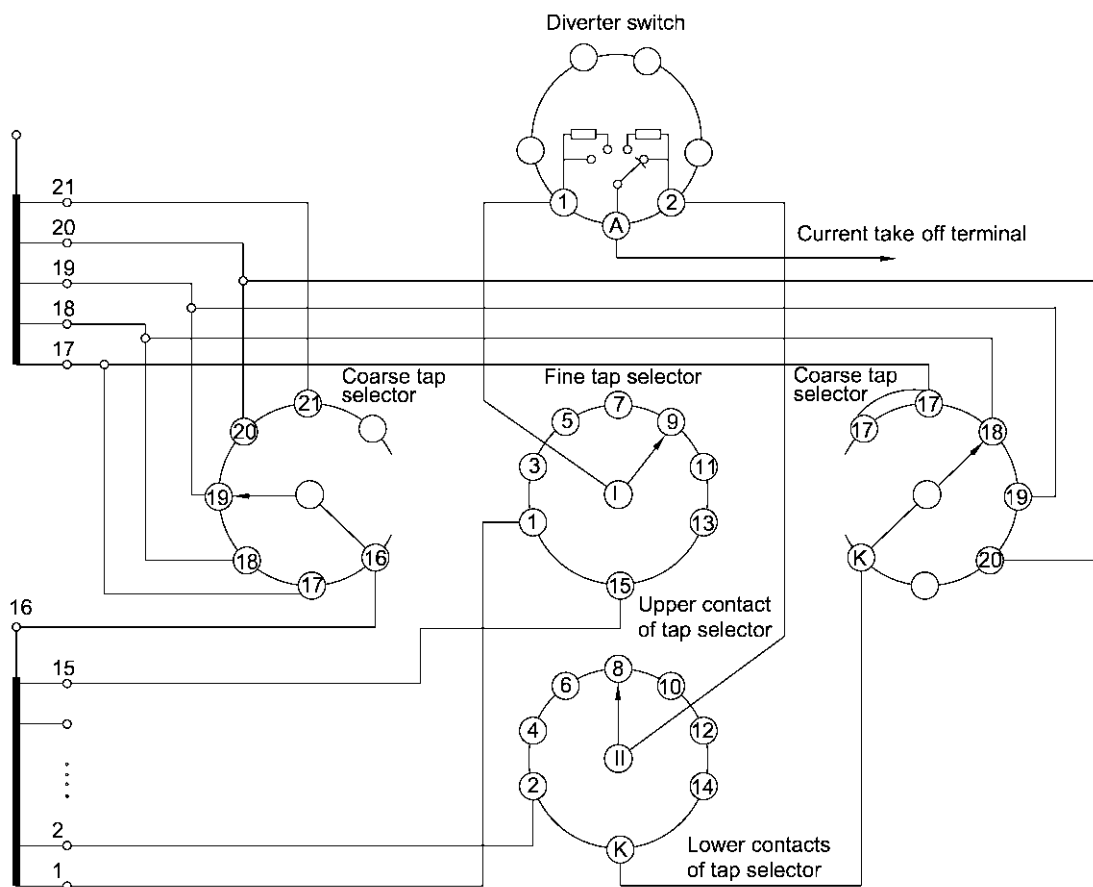 Diverter switch
1
2
A
Current take off terminal
21
20
19
18
17
Coarse tap
selector
Fine tap selector
Coarse tap
selector
21
20
19
18
17
16
7
5
9
3
11
I
1
13
15
17
17
18
19
20
K
Upper contact
of tap selector
16
15
2
1
8
6
10
4
12
II
2
14
K
Lower contacts
of tap selector